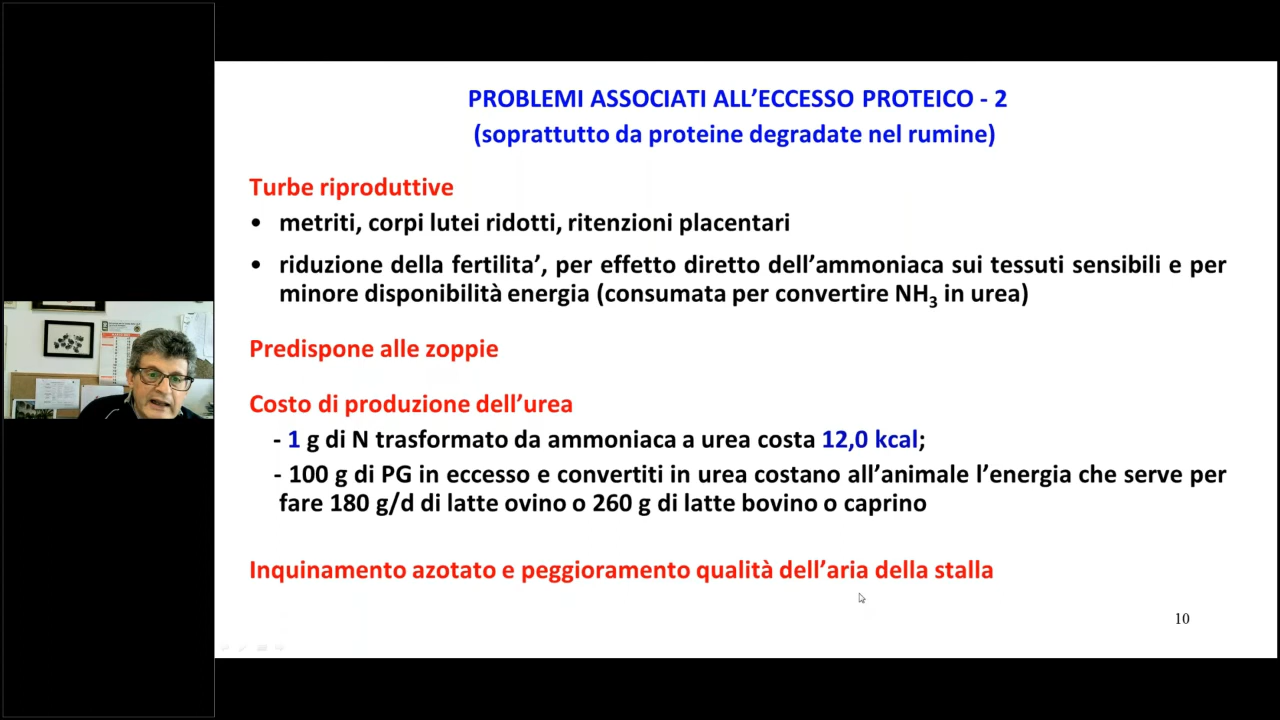 PROBLEMI ASSOCIATI ALL’ECCESSO PROTEICO - 2
(soprattutto da proteine degradate nel rumine)
Turbe riproduttive
• metriti, corpi lutei ridotti, ritenzioni placentari
• riduzione della fertilita’, per effetto diretto dell’ammoniaca sui tessuti sensibili e per
minore disponibilità energia (consumata per convertire NH3 in urea)
Predispone alle zoppie
Costo di produzione dell’urea
- 1 g di N trasformato da ammoniaca a urea costa 12,0 kcal;
- 100 g di PG in eccesso e convertiti in urea costano all’animale l’energia che serve per
fare 180 g/d di latte ovino o 260 g di latte bovino o caprino
Inquinamento azotato e peggioramento qualità dell’aria della stalla
10